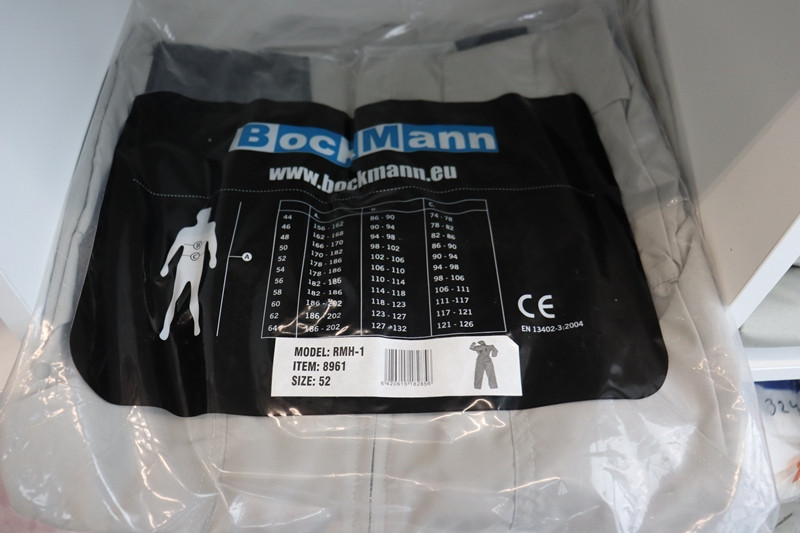 BockMann
www.bockmann.eu
A. B. C.
44 156 - 162 86 - 90 74 - 78
46 162 - 168 90 - 94 78 - 82
48 166 - 170 94 - 98 82 - 86
50 170 - 182 98 - 102 86 - 90
52 178 - 186 102 - 106 90 - 94
54 178 - 186 106 - 110 94 - 98
56 182 - 186 110 - 114 98 - 106
58 182 - 186 114 - 118 106 - 111
60 186 - 202 118 - 123 111 - 117
62 186 - 202 123 - 127 117 - 121
64 186 - 202 127 - 132 121 - 126
B
C
A
CE
EN 13402-3:2004
MODEL: RMH-1
ITEM: 8961
SIZE: 52
324